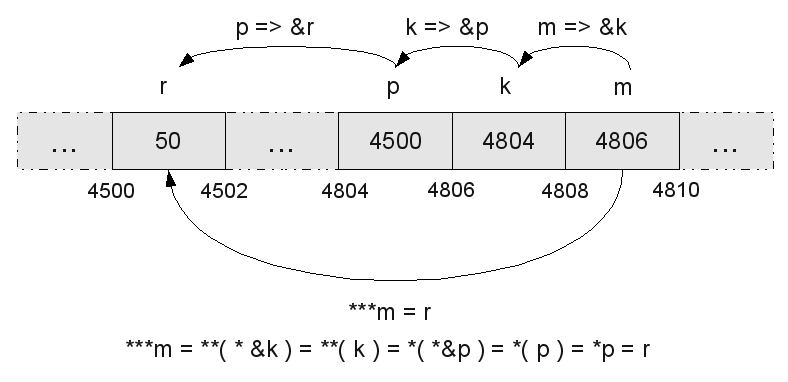 p => &r k => &p m => &k
r p k m
... 50 ... 4500 4804 4806 ...
4500 4502 4804 4806 4808 4810
***m = r
***m = **( * &k ) = **( k ) = *( *&p ) = *( p ) = *p = r